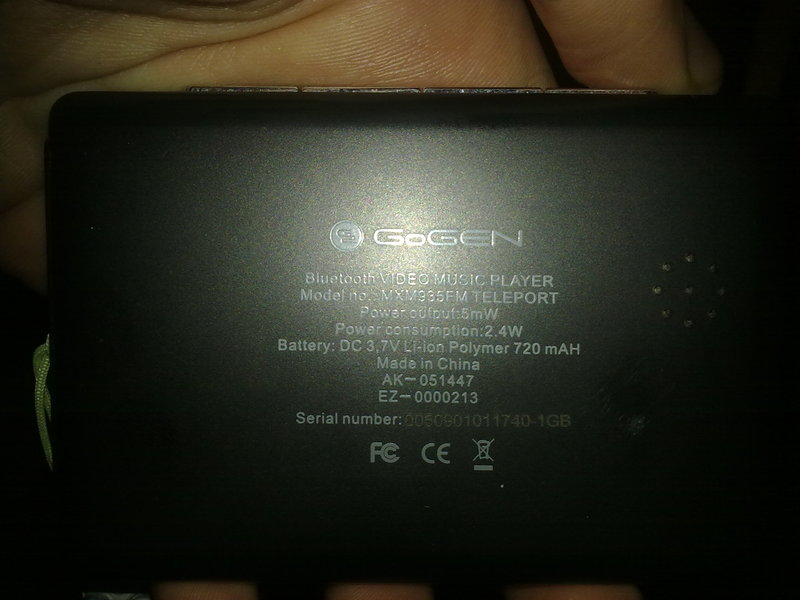 GoGEN
Bluetooth VIDEO MUSIC PLAYER
Model no.: MXM935FM TELEPORT
Power output:5mW
Power consumption:2.4W
Battery: DC 3,7V Li-ion Polymer 720 mAH
Made in China
AK-051447
EZ-0000213
Serial number:0050901011740-1GB
FC CE